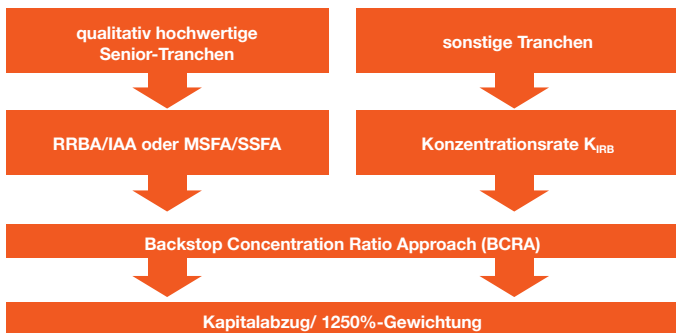 qualitativ hochwertige
Senior-Tranchen
sonstige Tranchen
RRBA/IAA oder MSFA/SSFA
Konzentrationsrate K_IRB
Backstop Concentration Ratio Approach (BCRA)
Kapitalabzug/ 1250%-Gewichtung